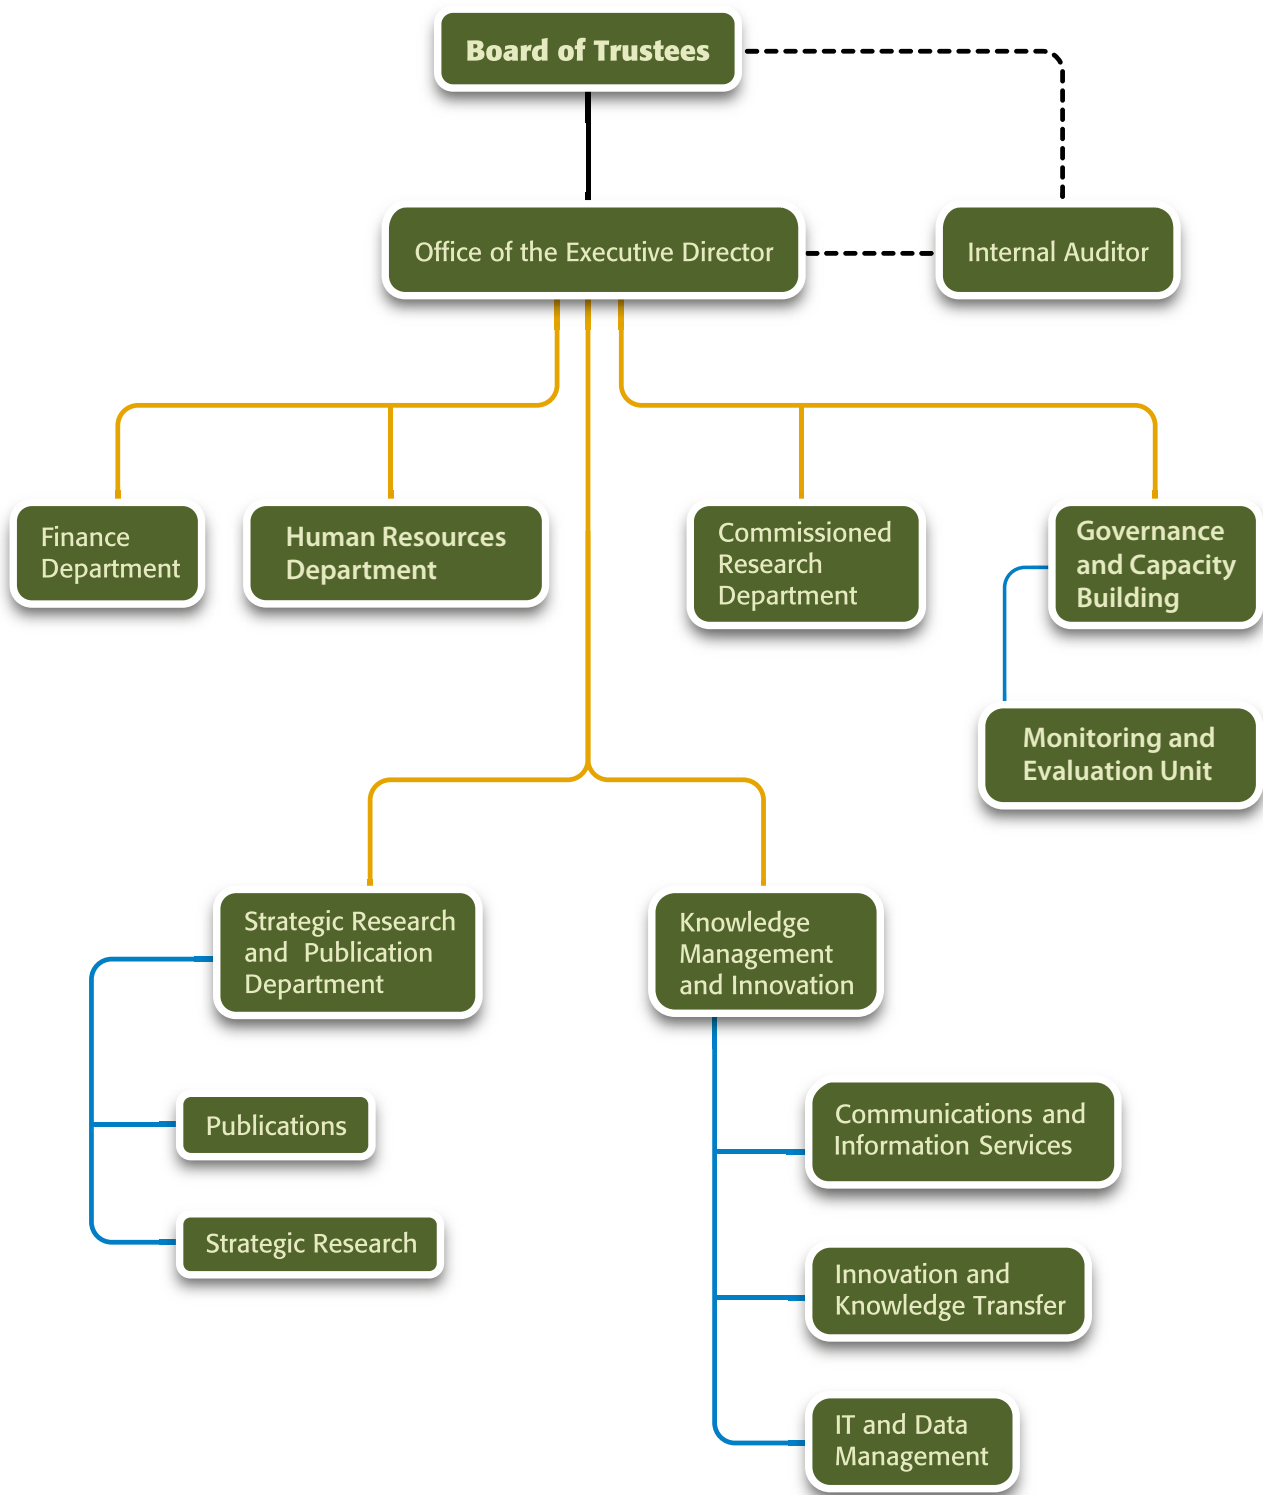 Board of Trustees
Office of the Executive Director
Internal Auditor
Finance
Department
Human Resources
Department
Commissioned
Research
Department
Governance
and Capacity
Building
Monitoring and
Evaluation Unit
Strategic Research
and Publication
Department
Knowledge
Management
and Innovation
Publications
Strategic Research
Communications and
Information Services
Innovation and
Knowledge Transfer
IT and Data
Management